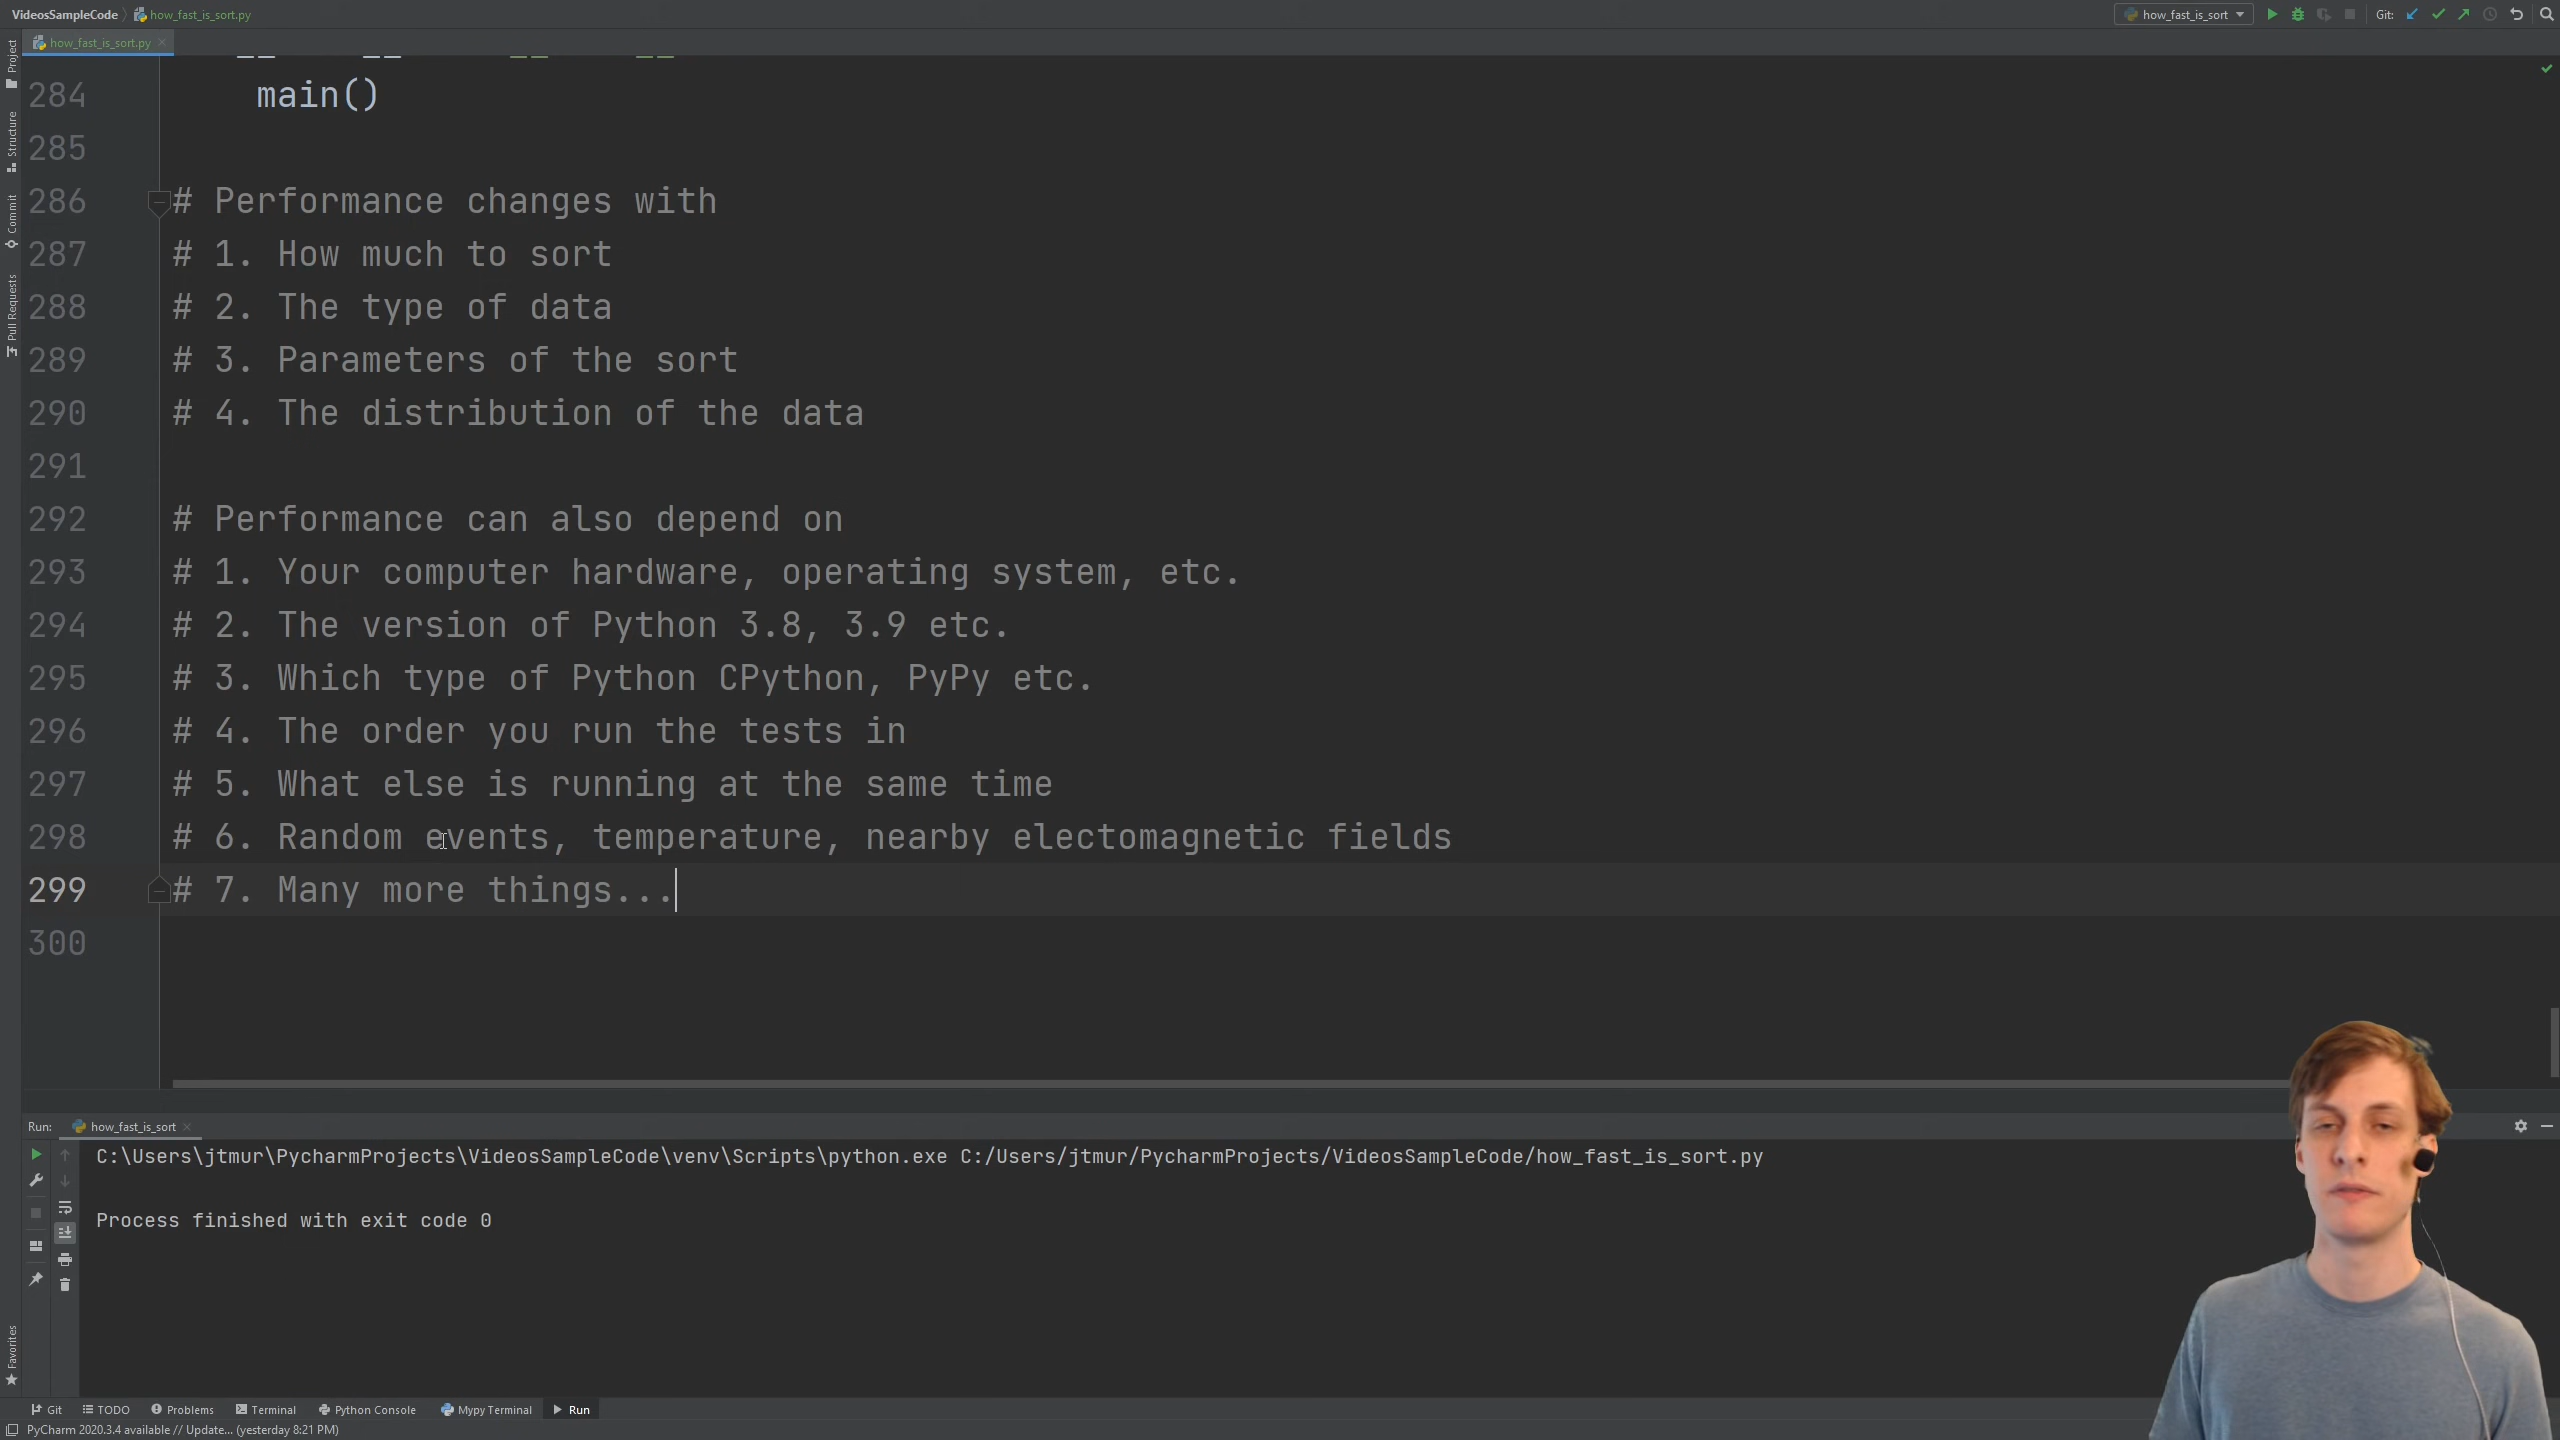 VideosSampleCode how_fast_is_sort.py
how_fast_is_sort Git:
how_fast_is_sort.py
Project
Structure
Commit
Pull Requests
284 main()
285
286 # Performance changes with
287 # 1. How much to sort
288 # 2. The type of data
289 # 3. Parameters of the sort
290 # 4. The distribution of the data
291
292 # Performance can also depend on
293 # 1. Your computer hardware, operating system, etc.
294 # 2. The version of Python 3.8, 3.9 etc.
295 # 3. Which type of Python CPython, PyPy etc.
296 # 4. The order you run the tests in
297 # 5. What else is running at the same time
298 # 6. Random events, temperature, nearby electomagnetic fields
299 # 7. Many more things...
300
Run: how_fast_is_sort
C:\Users\jtmur\PycharmProjects\VideosSampleCode\venv\Scripts\python.exe C:/Users/jtmur/PycharmProjects/VideosSampleCode/how_fast_is_sort.py
Process finished with exit code 0
Favorites
Git TODO Problems Terminal Python Console Mypy Terminal Run
PyCharm 2020.3.4 available // Update... (yesterday 8:21 PM)